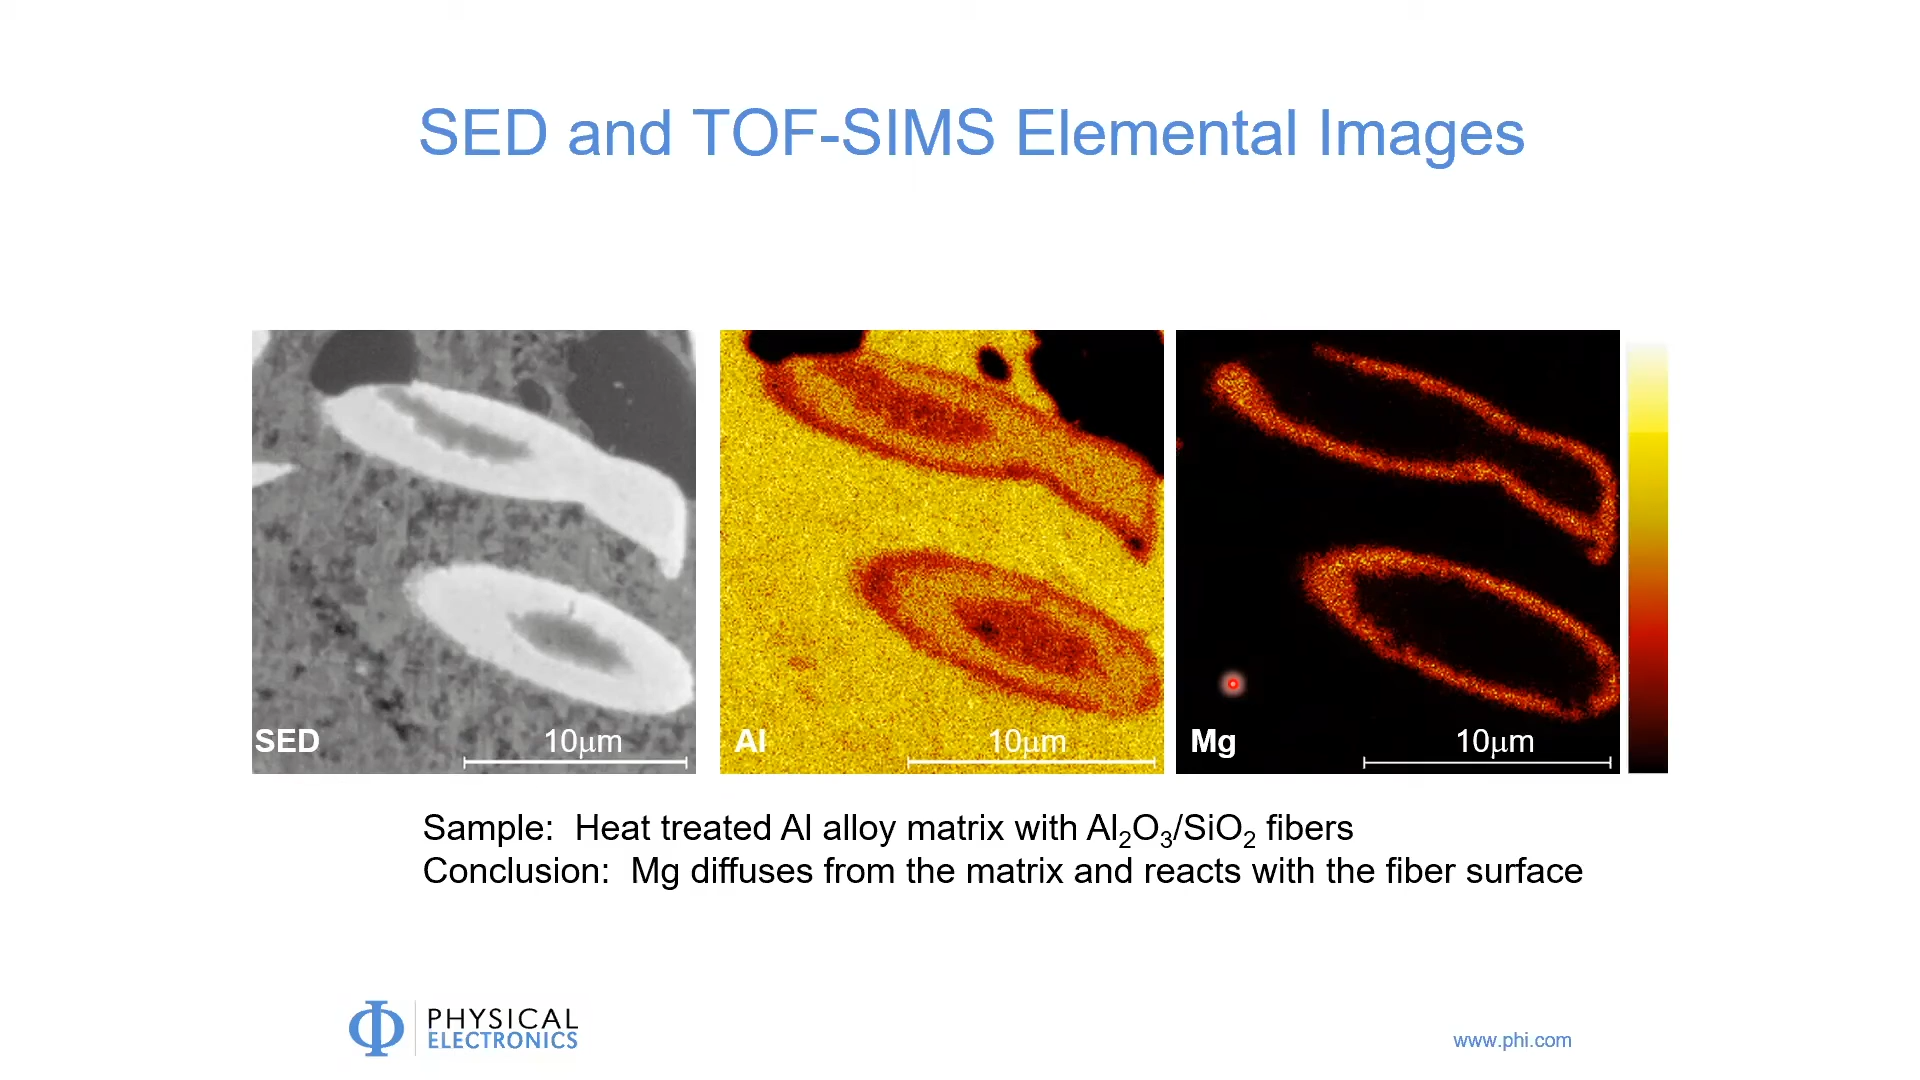 SED and TOF-SIMS Elemental Images
SED 10μm
Al 10μm
Mg 10μm
Sample: Heat treated Al alloy matrix with Al₂O₃/SiO₂ fibers
Conclusion: Mg diffuses from the matrix and reacts with the fiber surface
Φ PHYSICAL
ELECTRONICS
www.phi.com